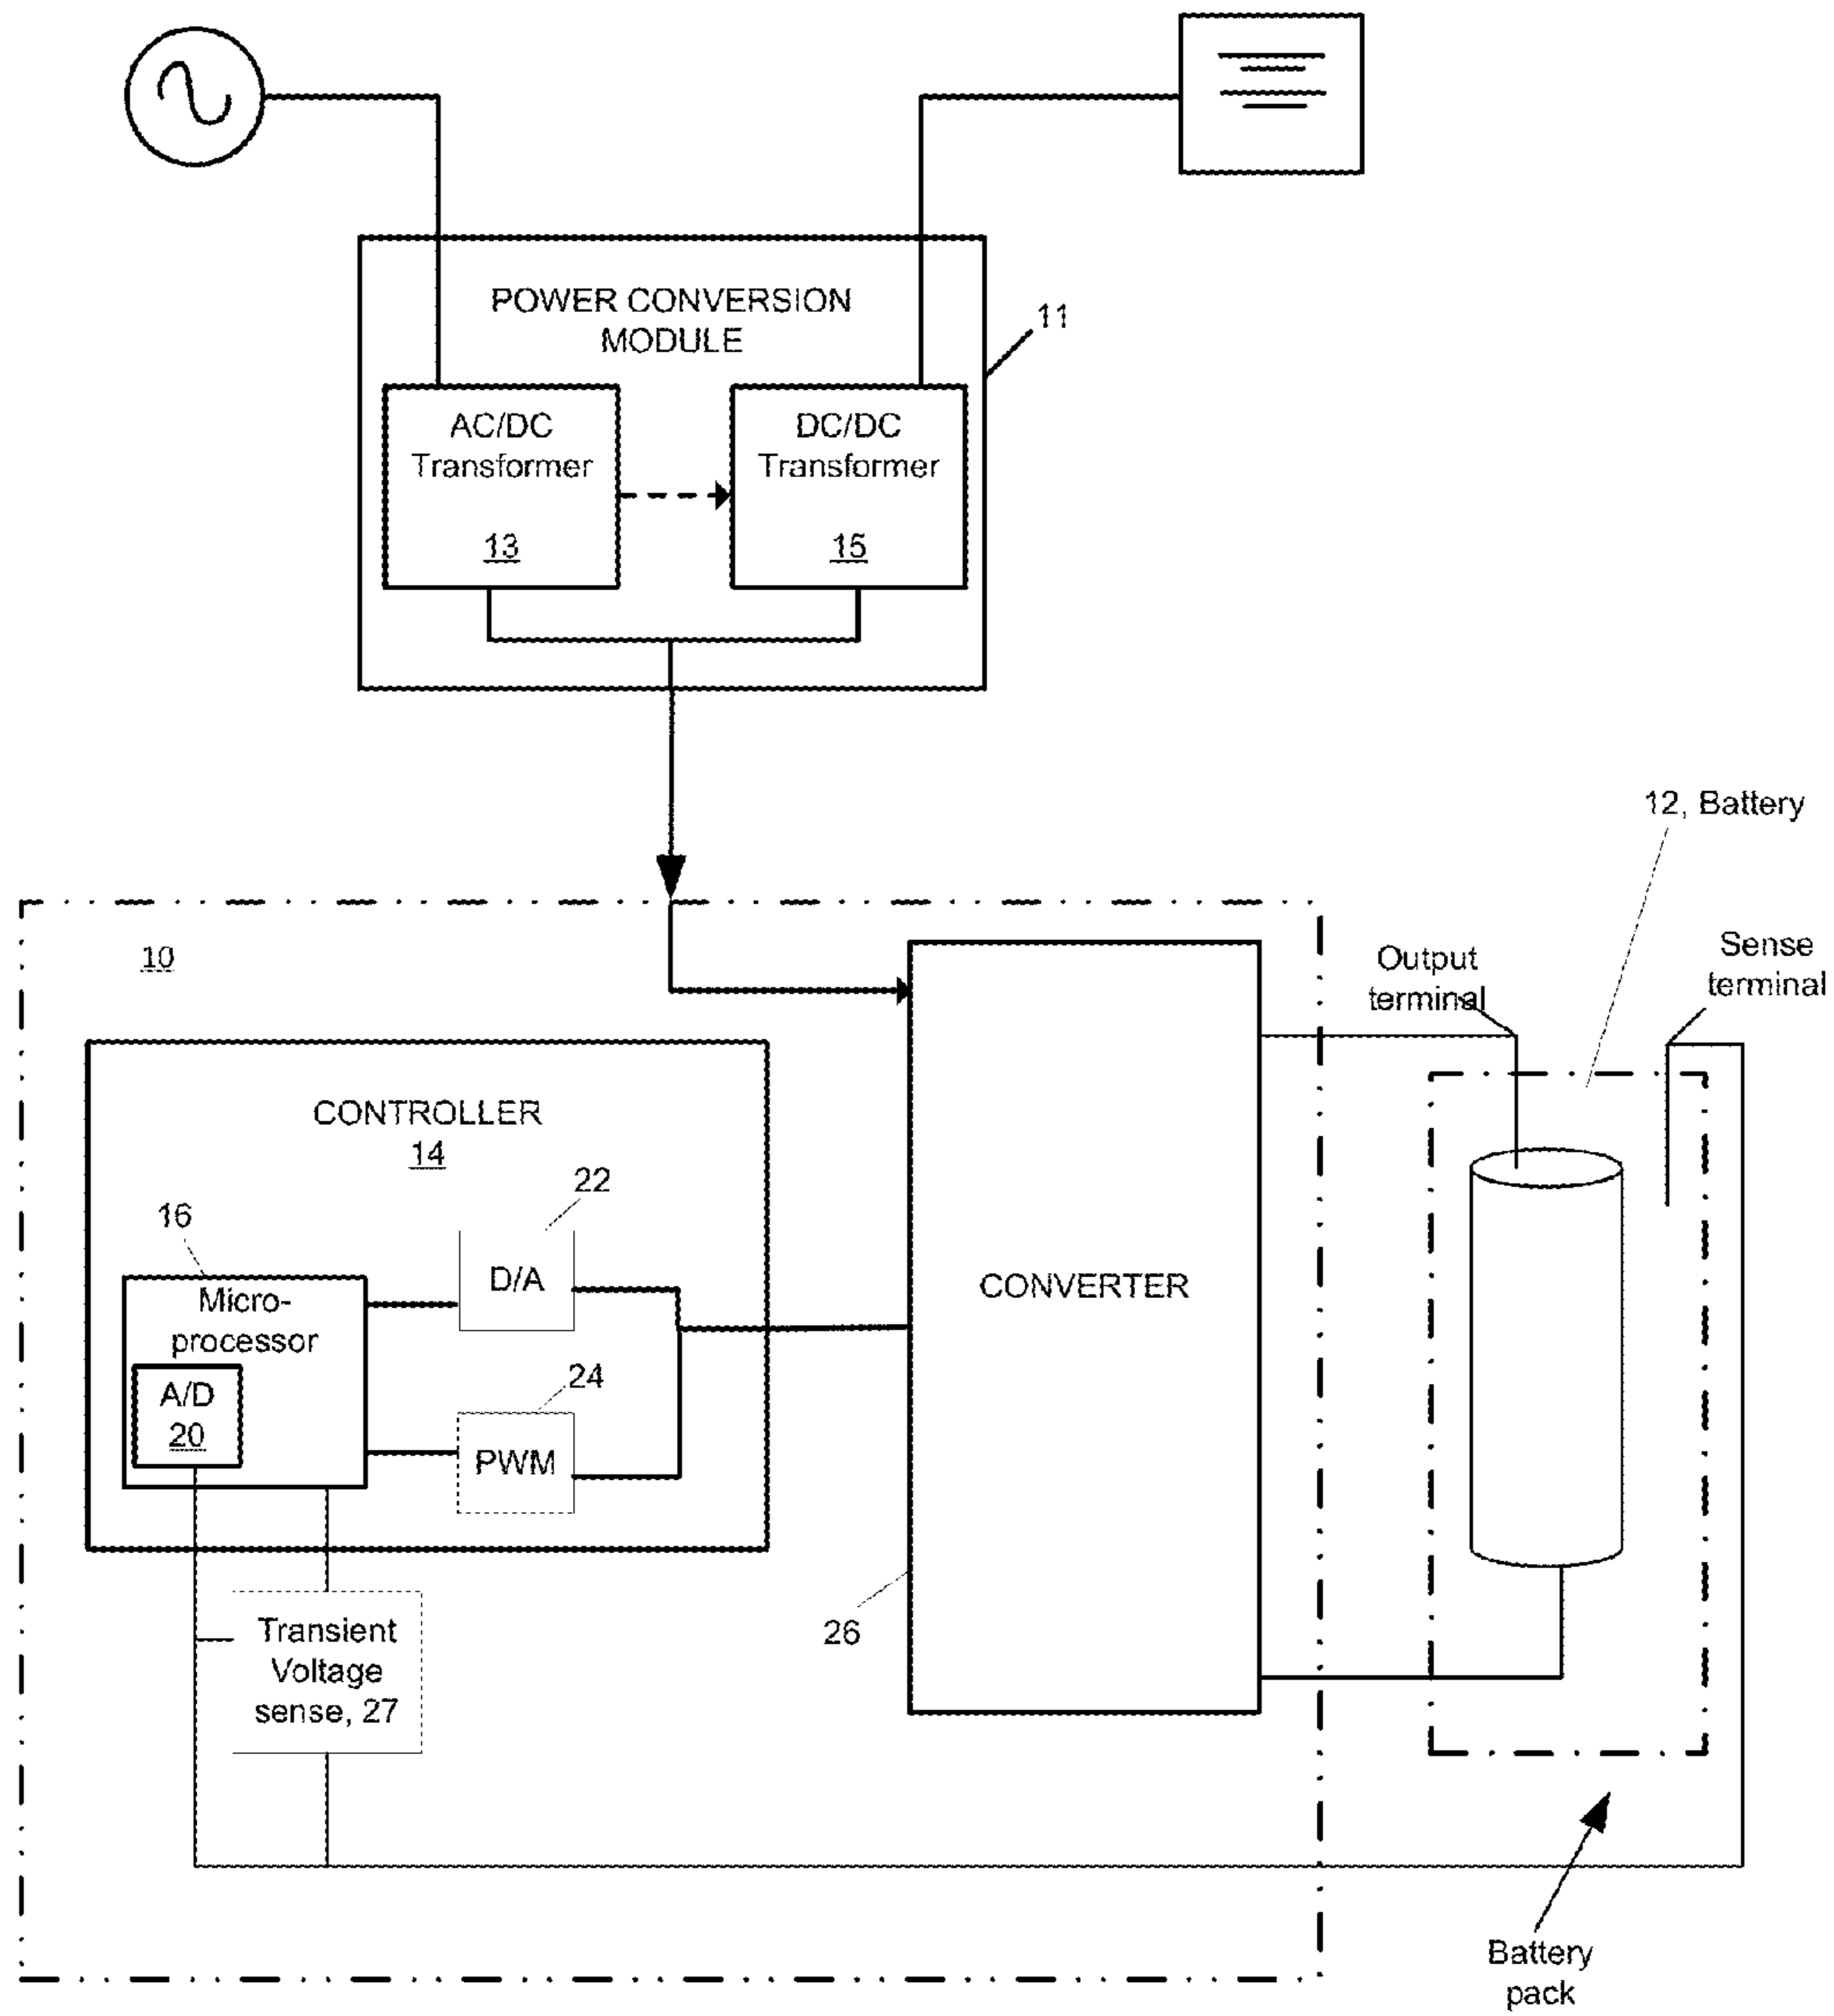 POWER CONVERSION
MODULE
11
AC/DC
Transformer
13
DC/DC
Transformer
15
12, Battery
10
Output
terminal
Sense
terminal
CONTROLLER
14
22
16
D/A
Micro-
processor
CONVERTER
24
A/D
20
PWM
26
Transient
Voltage
sense, 27
Battery
pack